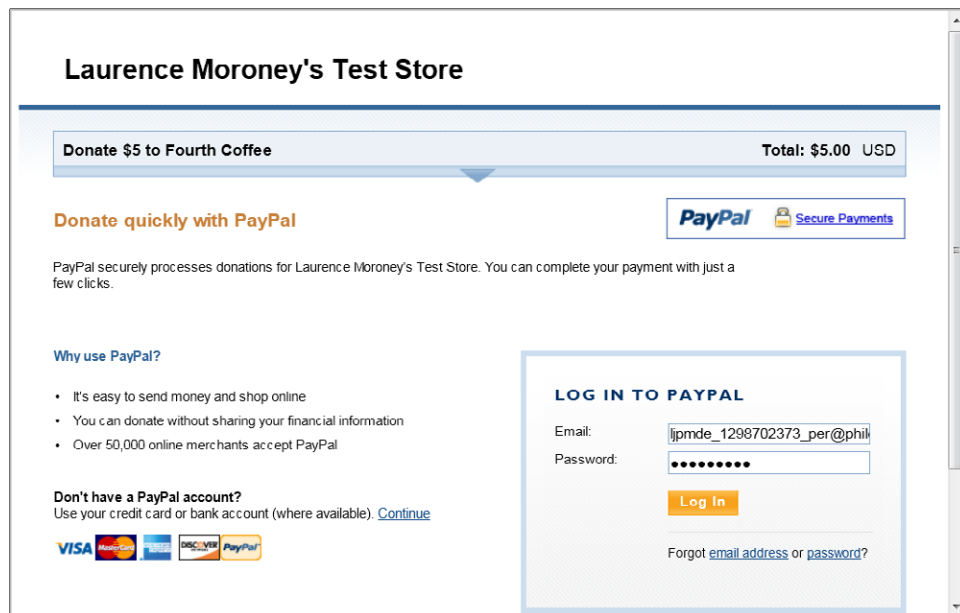 Laurence Moroney's Test Store
Donate $5 to Fourth Coffee Total: $5.00 USD
Donate quickly with PayPal
PayPal Secure Payments
PayPal securely processes donations for Laurence Moroney's Test Store. You can complete your payment with just a
few clicks.
Why use PayPal?
• It's easy to send money and shop online
• You can donate without sharing your financial information
• Over 50,000 online merchants accept PayPal
Don't have a PayPal account?
Use your credit card or bank account (where available). Continue
VISA MasterCard DISCOVER PayPal
LOG IN TO PAYPAL
Email: ljpmde_1298702373_per@phil
Password: •••••••••
Log In
Forgot email address or password?